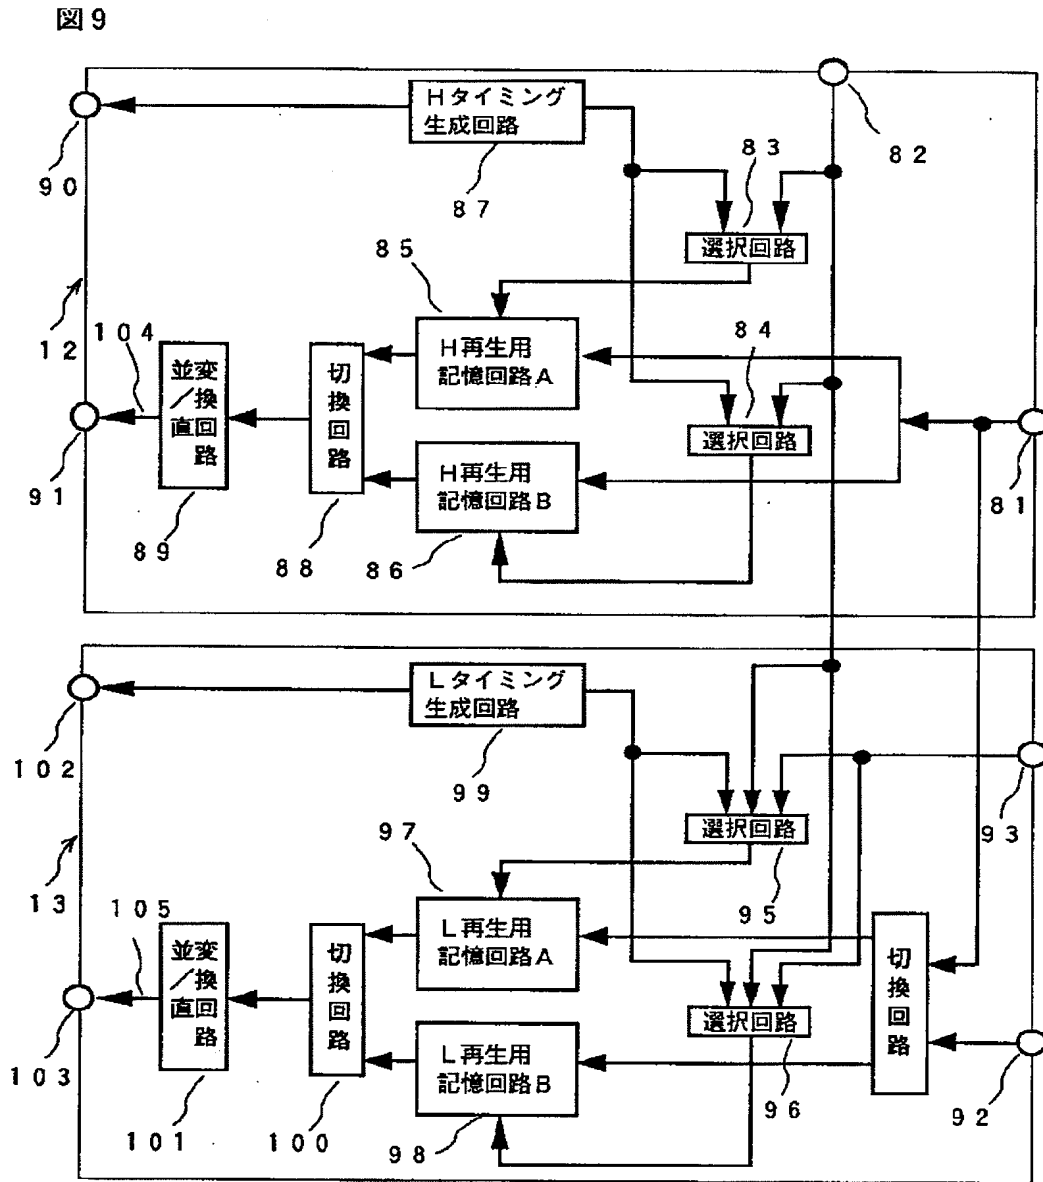 図9
Hタイミング
生成回路
90
87
83
82
選択回路
85
12
104
H再生用
記憶回路A
84
並/直
変換回路
切換回路
選択回路
91
89
88
H再生用
記憶回路B
86
81
Lタイミング
生成回路
102
99
93
選択回路
97
95
13
105
L再生用
記憶回路A
並/直
変換回路
切換回路
切換回路
選択回路
103
101
100
L再生用
記憶回路B
98
96
92